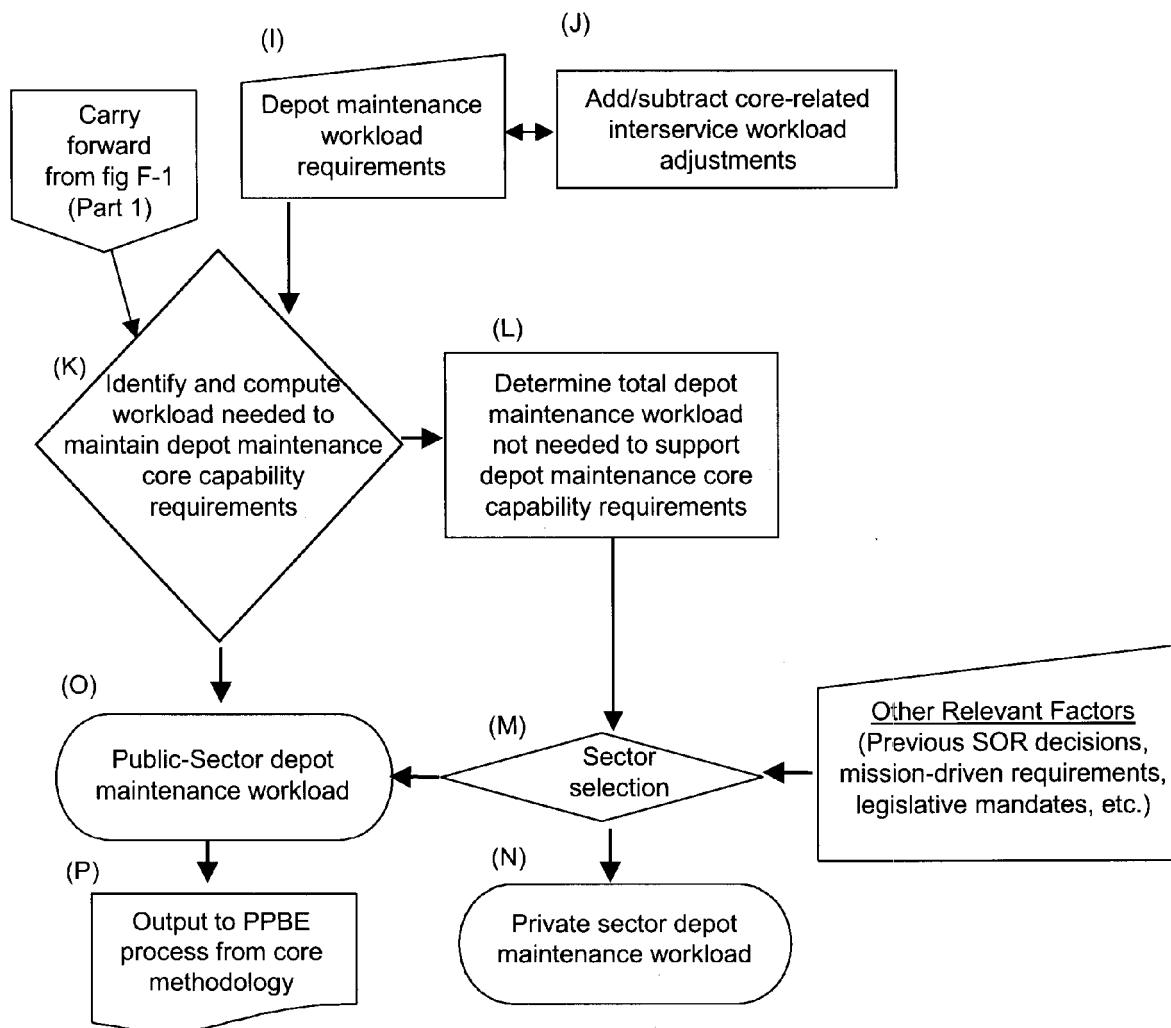 (J)
(I)
Carry
forward
from fig F-1
(Part 1)
Depot maintenance
workload
requirements
Add/subtract core-related
interservice workload
adjustments
(K)
Identify and compute
workload needed to
maintain depot maintenance
core capability
requirements
(L)
Determine total depot
maintenance workload
not needed to support
depot maintenance core
capability requirements
(O)
Public-Sector depot
maintenance workload
(M)
Sector
selection
Other Relevant Factors
(Previous SOR decisions,
mission-driven requirements,
legislative mandates, etc.)
(P)
Output to PPBE
process from core
methodology
(N)
Private sector depot
maintenance workload